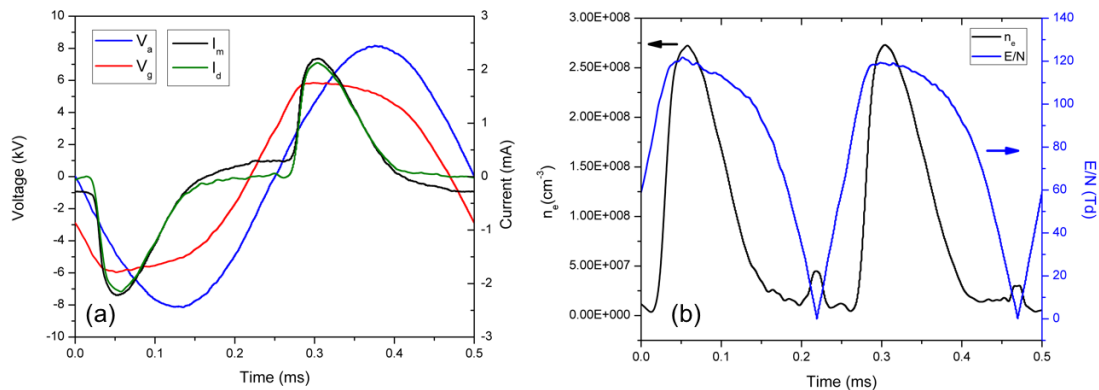 (a)
V_a
V_g
I_m
I_d
Voltage (kV)
10
8
6
4
2
0
-2
-4
-6
-8
-10
0.0 0.1 0.2 0.3 0.4 0.5
Time (ms)
3
2
1
0
-1
-2
-3
Current (mA)
(b)
n_e
E/N
n_e(cm^-3)
3.00E+008
2.50E+008
2.00E+008
1.50E+008
1.00E+008
5.00E+007
0.00E+000
0.0 0.1 0.2 0.3 0.4 0.5
Time (ms)
140
120
100
80
60
40
20
0
E/N (Td)